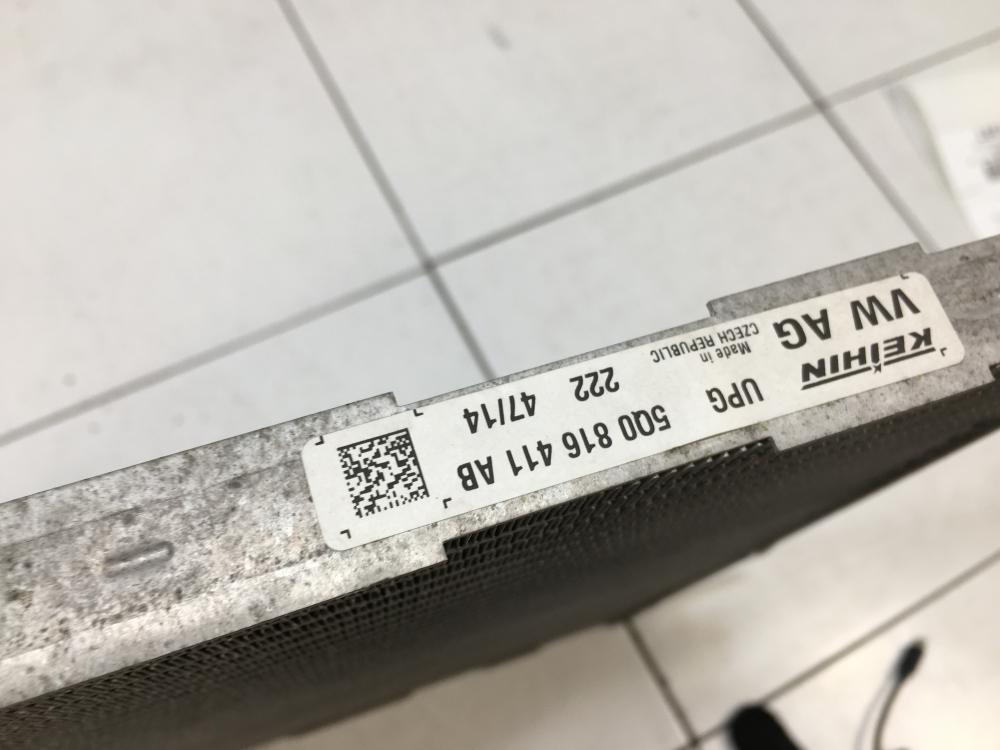 KEIHIN
VW AG
UPG
Made in
CZECH REPUBLIC
5Q0 816 411 AB
222
47/14